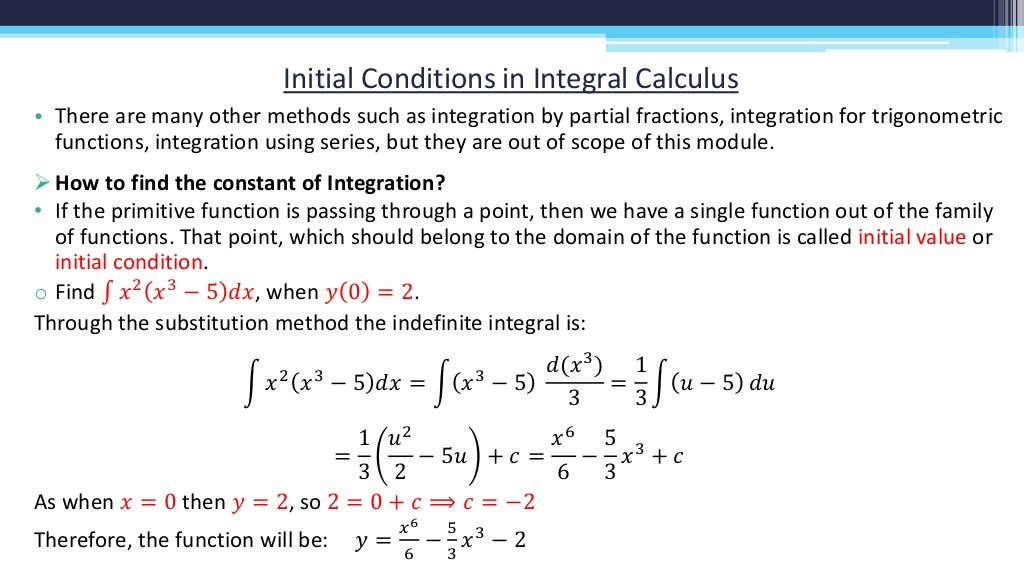 Initial Conditions in Integral Calculus
• There are many other methods such as integration by partial fractions, integration for trigonometric
functions, integration using series, but they are out of scope of this module.
➢ How to find the constant of Integration?
• If the primitive function is passing through a point, then we have a single function out of the family
of functions. That point, which should belong to the domain of the function is called initial value or
initial condition.
o Find ∫ x²(x³ − 5)dx, when y(0) = 2.
Through the substitution method the indefinite integral is:
∫ x²(x³ − 5)dx = ∫(x³ − 5) d(x³)/3 = 1/3 ∫(u − 5) du
= 1/3 (u²/2 − 5u) + c = x⁶/6 − 5/3 x³ + c
As when x = 0 then y = 2, so 2 = 0 + c ⟹ c = −2
Therefore, the function will be: y = x⁶/6 − 5/3 x³ − 2